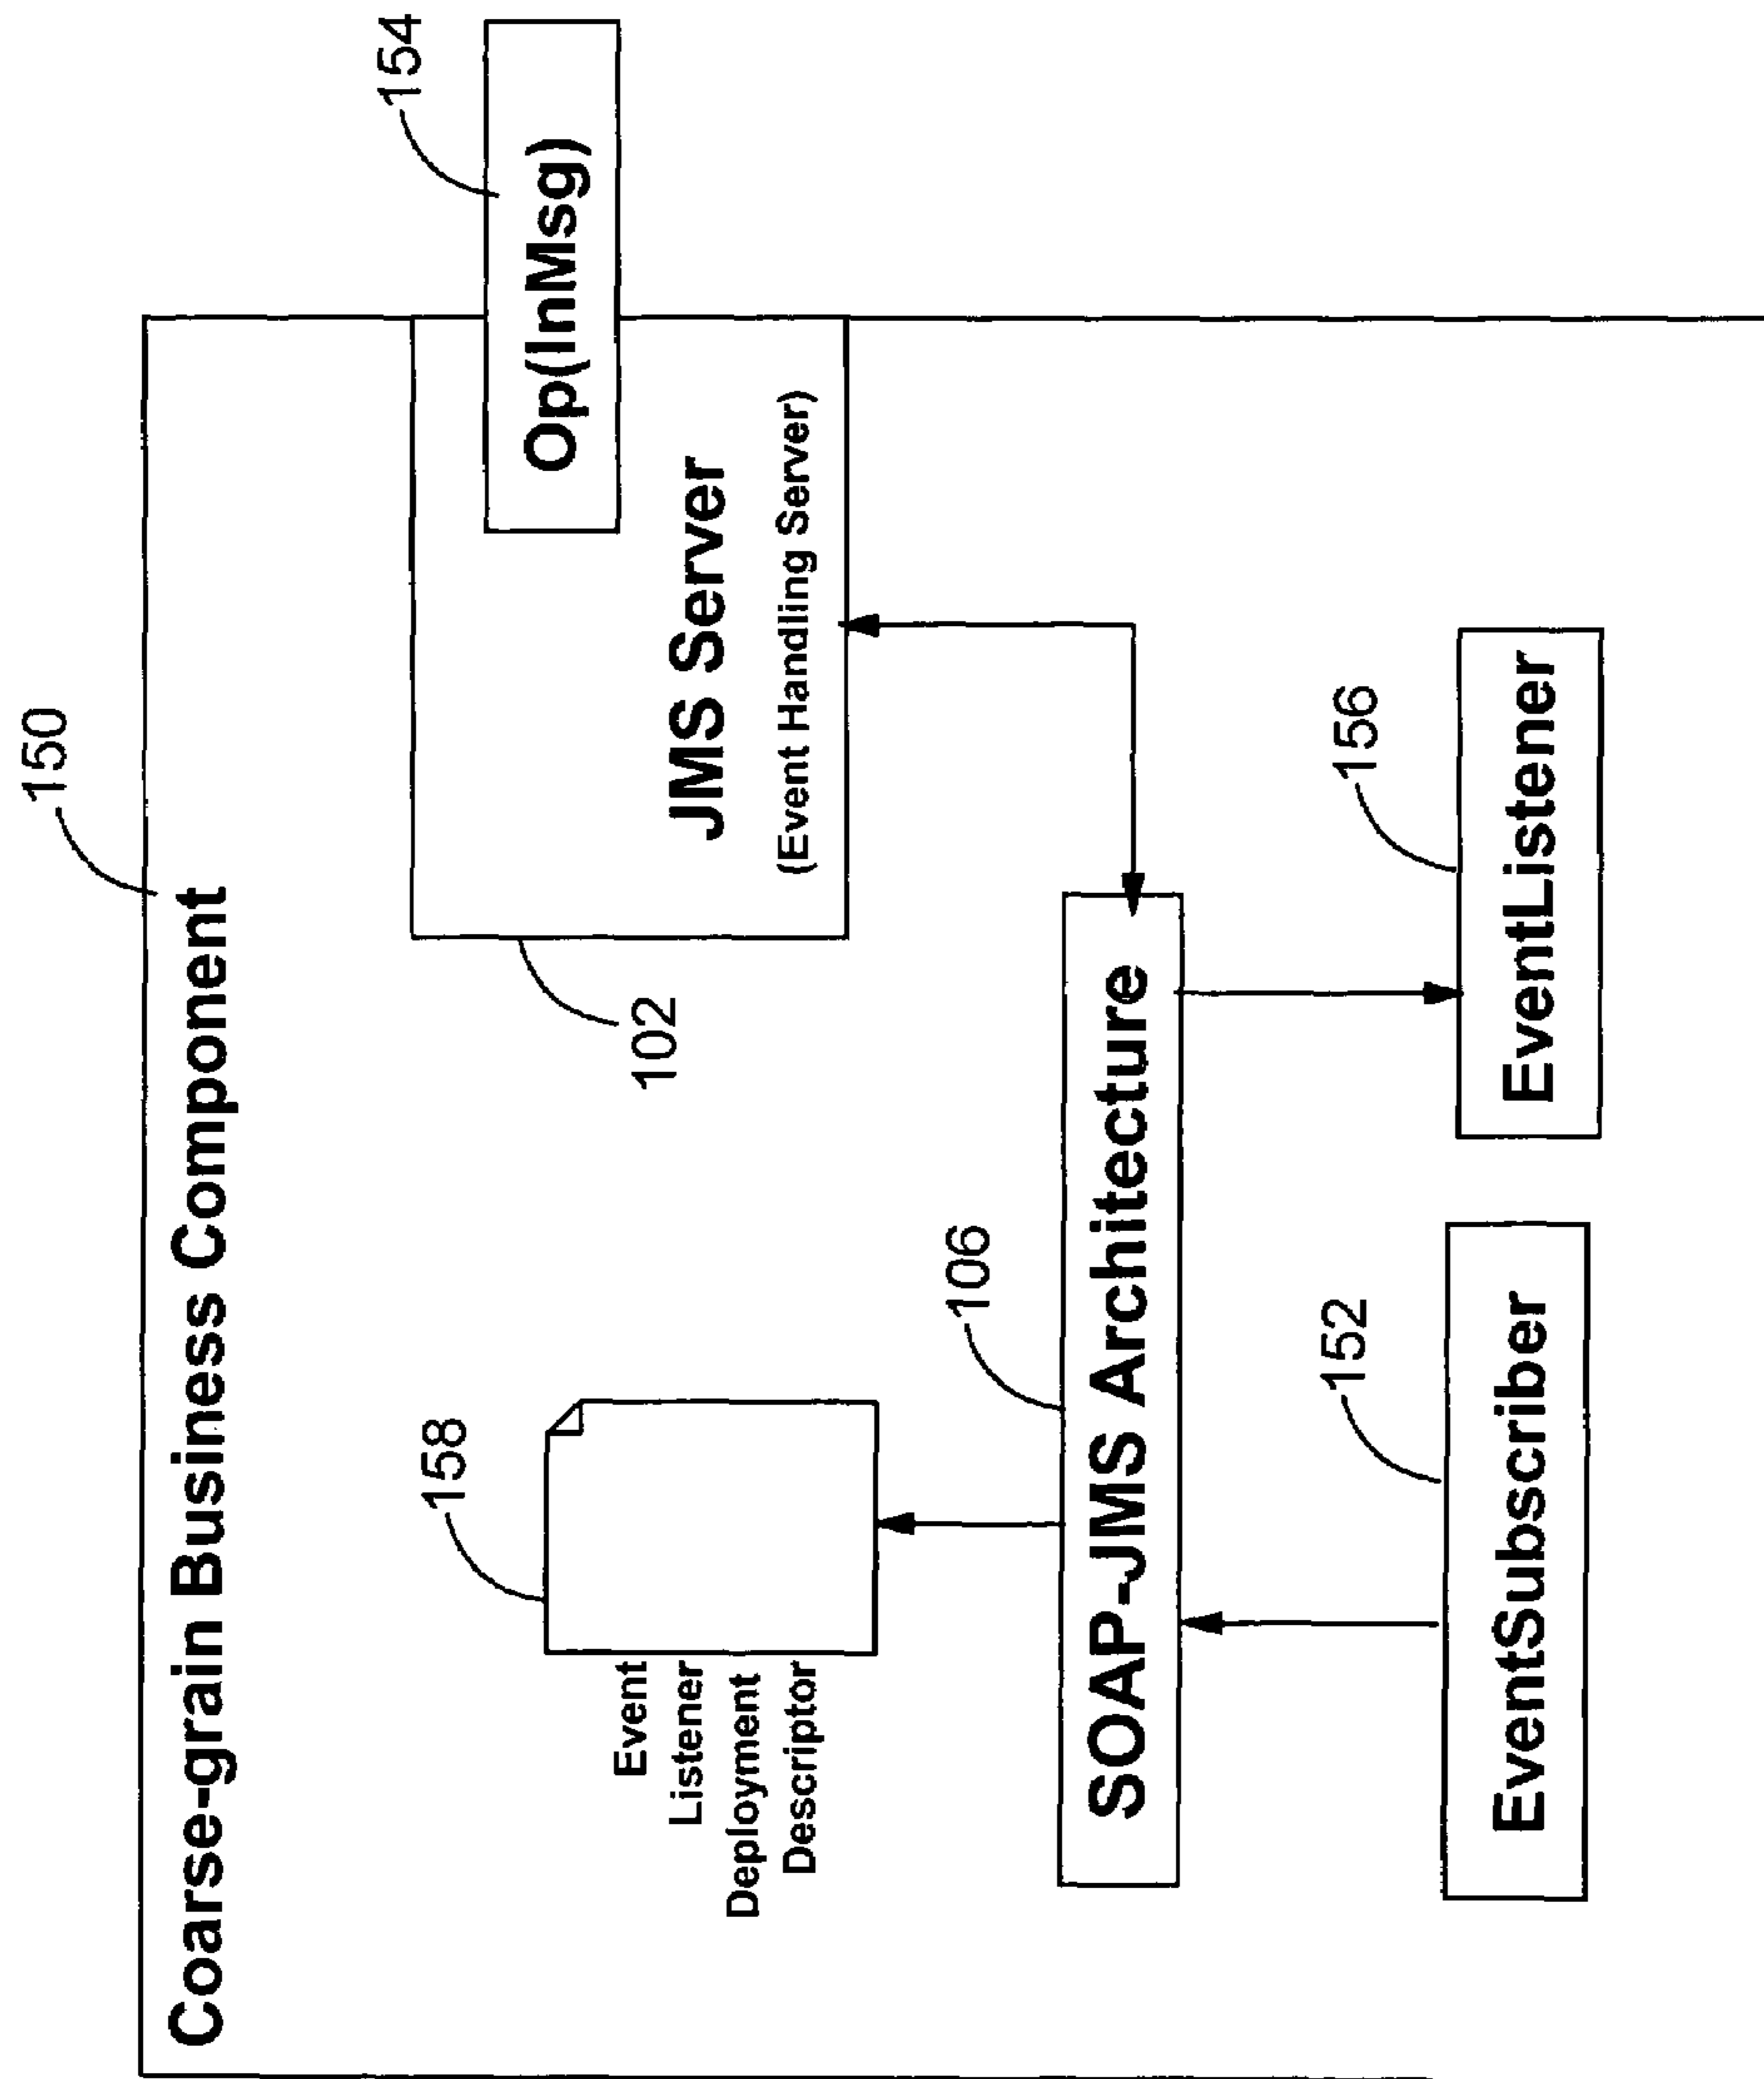 150
Coarse-grain Business Component
154
Op(InMsg)
JMS Server
(Event Handling Server)
102
158
Event
Listener
Deployment
Descriptor
106
SOAP-JMS Architecture
152
EventSubscriber
156
EventListener